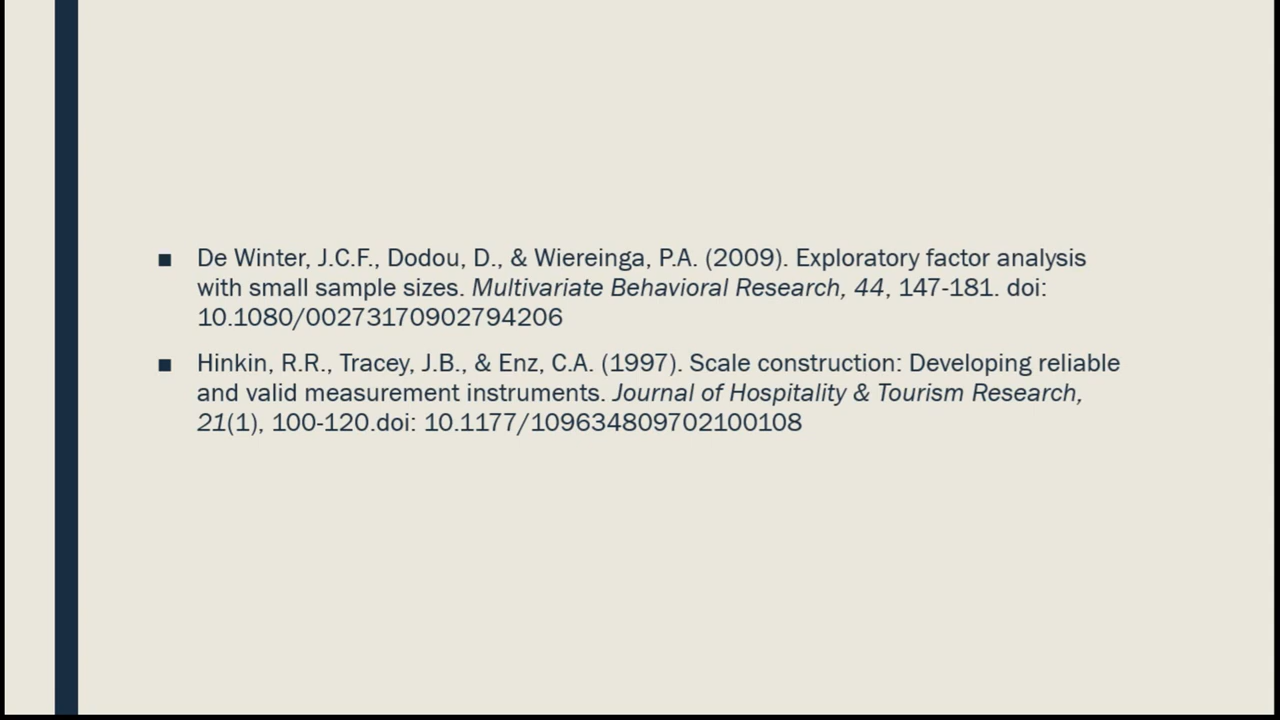 ■ De Winter, J.C.F., Dodou, D., & Wiereinga, P.A. (2009). Exploratory factor analysis
with small sample sizes. Multivariate Behavioral Research, 44, 147-181. doi:
10.1080/00273170902794206
■ Hinkin, R.R., Tracey, J.B., & Enz, C.A. (1997). Scale construction: Developing reliable
and valid measurement instruments. Journal of Hospitality & Tourism Research,
21(1), 100-120.doi: 10.1177/109634809702100108